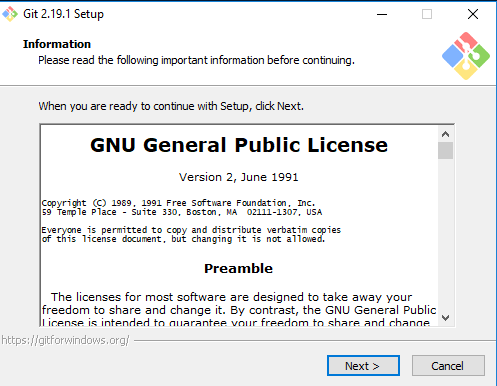 Git 2.19.1 Setup
Information
Please read the following important information before continuing.
When you are ready to continue with Setup, click Next.
GNU General Public License
Version 2, June 1991
Copyright (C) 1989, 1991 Free Software Foundation, Inc.
59 Temple Place - Suite 330, Boston, MA  02111-1307, USA
Everyone is permitted to copy and distribute verbatim copies
of this license document, but changing it is not allowed.
Preamble
The licenses for most software are designed to take away your
freedom to share and change it. By contrast, the GNU General Public
License is intended to guarantee your freedom to share and change
https://gitforwindows.org/
Next >
Cancel